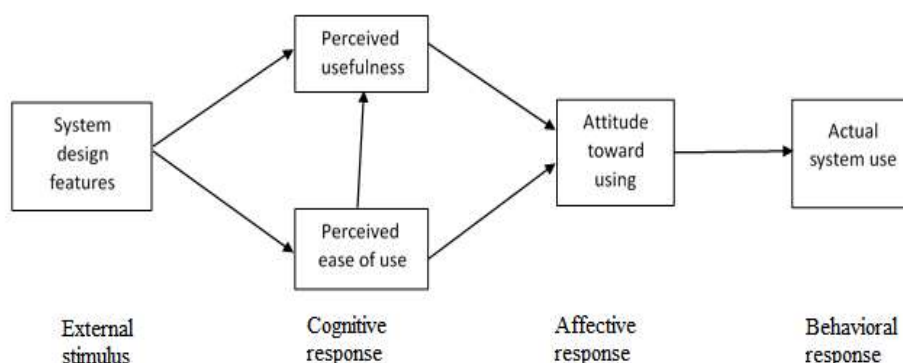 Perceived
usefulness
System
design
features
Attitude
toward
using
Actual
system use
Perceived
ease of use
External
stimulus
Cognitive
response
Affective
response
Behavioral
response